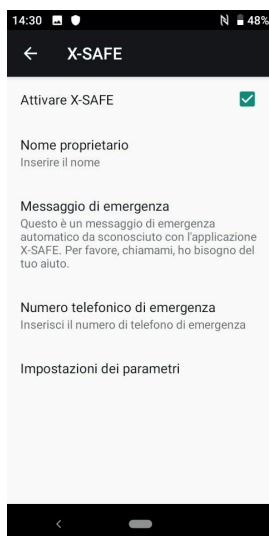 14:30 48%
X-SAFE
Attivare X-SAFE
Nome proprietario
Inserire il nome
Messaggio di emergenza
Questo è un messaggio di emergenza
automatico da sconosciuto con l'applicazione
X-SAFE. Per favore, chiamami, ho bisogno del
tuo aiuto.
Numero telefonico di emergenza
Inserisci il numero di telefono di emergenza
Impostazioni dei parametri